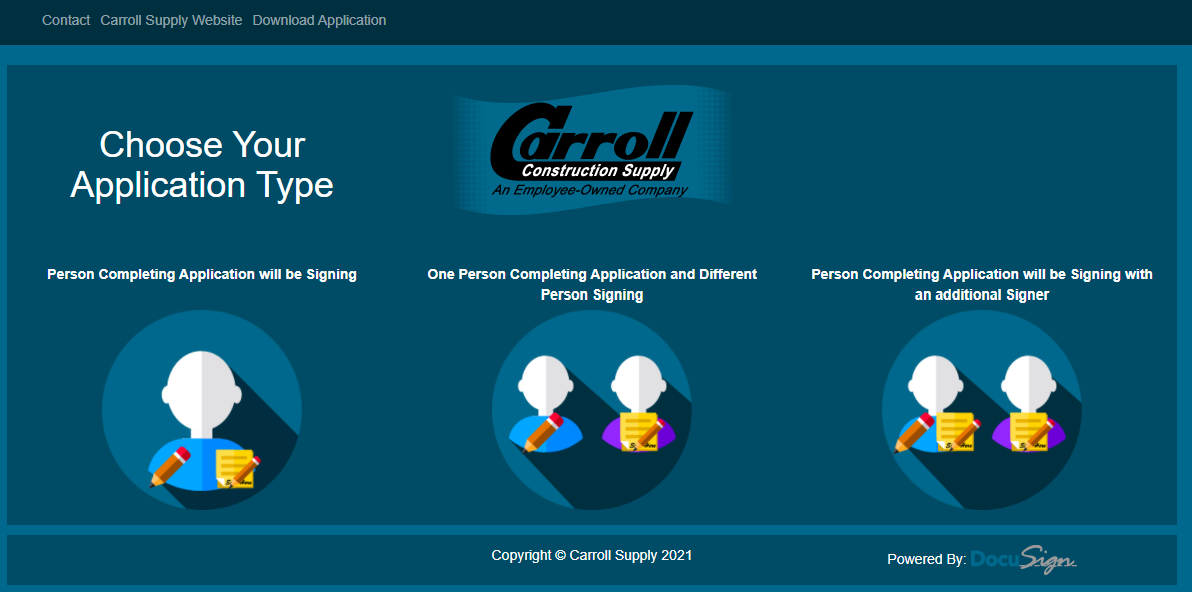 Contact Carroll Supply Website Download Application
Choose Your
Application Type
Carroll
Construction Supply
An Employee-Owned Company
Person Completing Application will be Signing
One Person Completing Application and Different
Person Signing
Person Completing Application will be Signing with
an additional Signer
Copyright © Carroll Supply 2021
Powered By: DocuSign